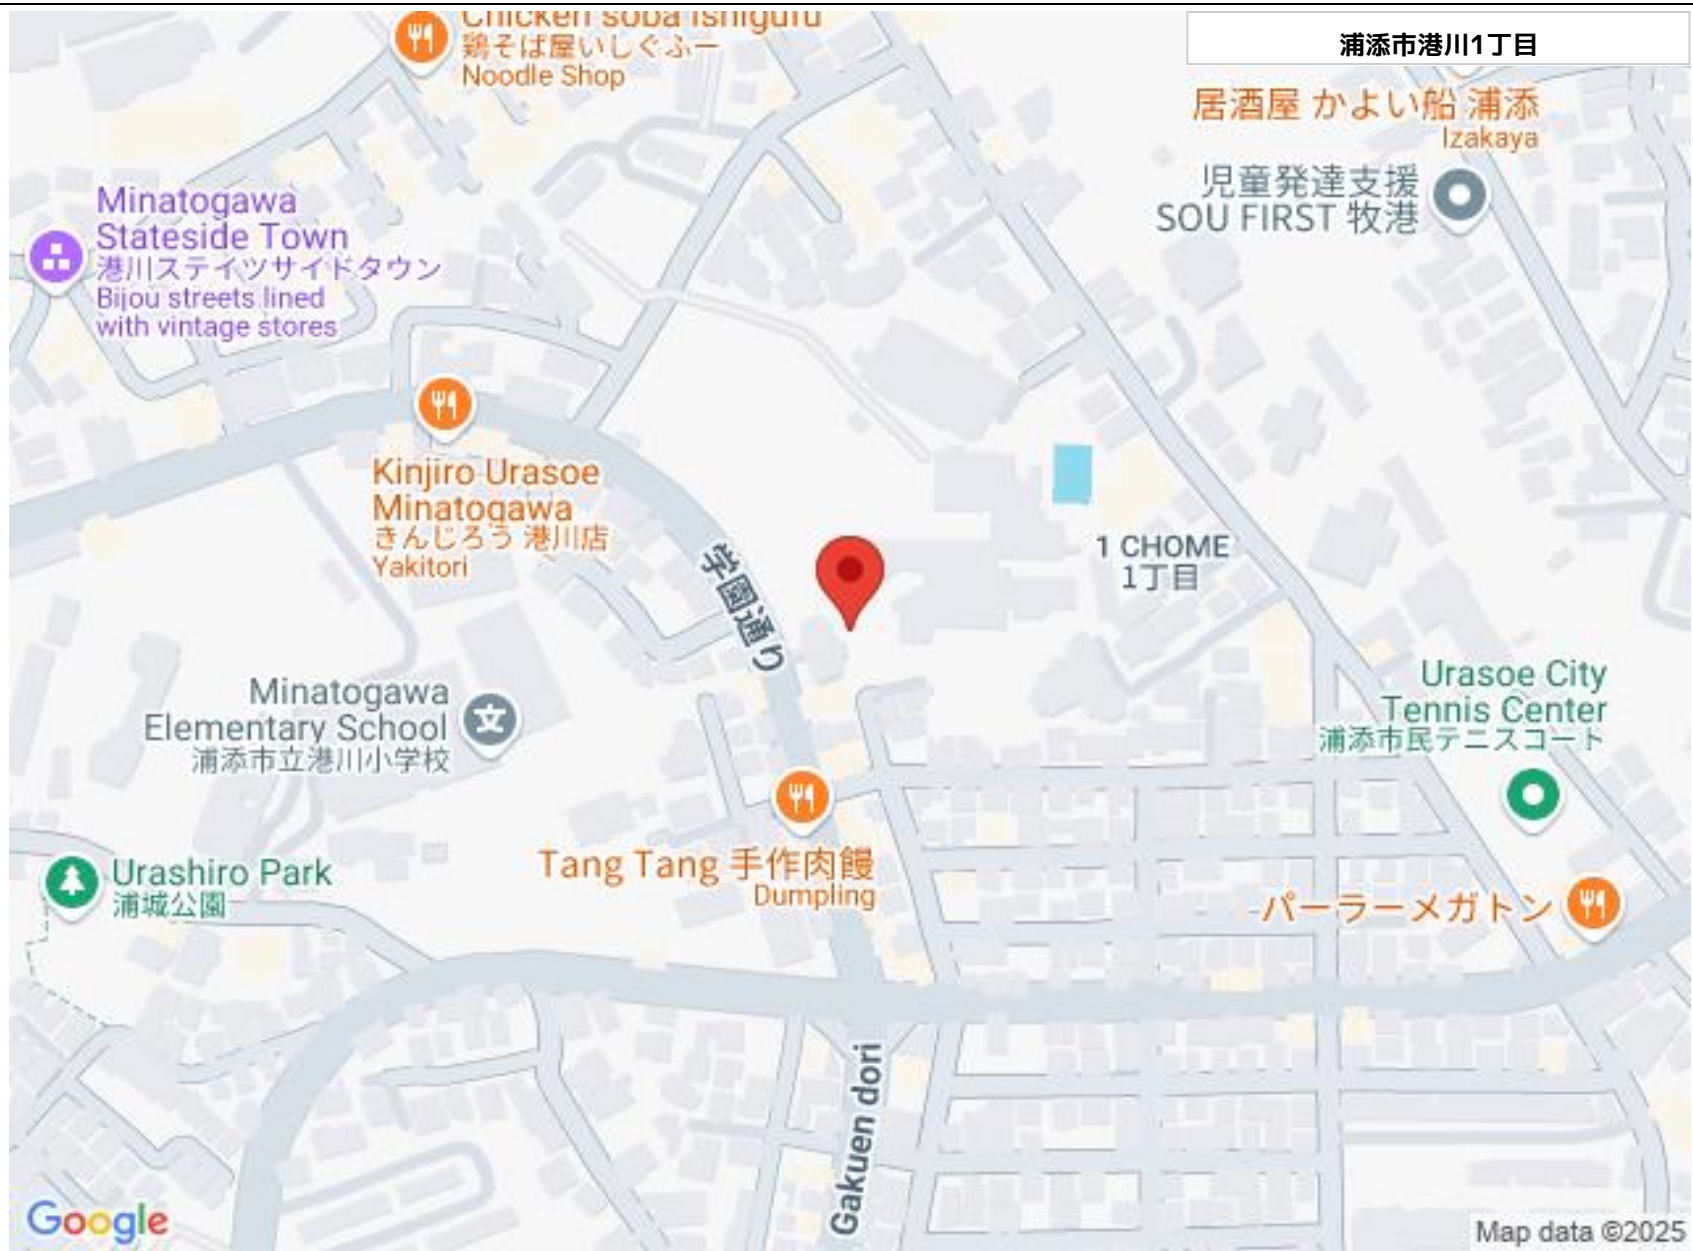 Chicken soba Ishigufu
鶏そば屋いしぐふー
Noodle Shop
浦添市港川1丁目
居酒屋 かよい船 浦添
Izakaya
児童発達支援
SOU FIRST 牧港
Minatogawa
Stateside Town
港川ステイツサイドタウン
Bijou streets lined
with vintage stores
Kinjiro Urasoe
Minatogawa
きんじろう 港川店
Yakitori
学園通り
1 CHOME
1丁目
Minatogawa
Elementary School
浦添市立港川小学校
Urasoe City
Tennis Center
浦添市民テニスコート
Urashiro Park
浦城公園
Tang Tang 手作肉饅
Dumpling
パーラーメガトン
Gakuen dori
Google
Map data ©2025